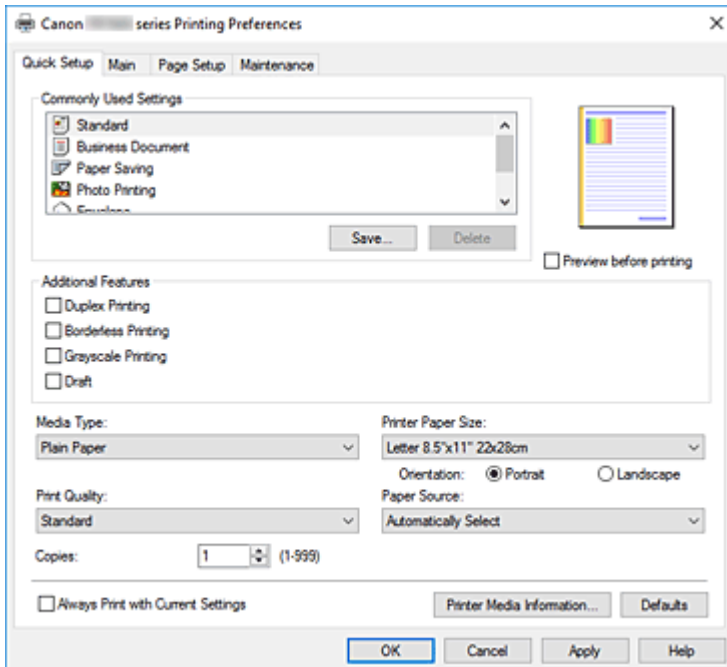 Canon series Printing Preferences
Quick Setup Main Page Setup Maintenance
Commonly Used Settings
Standard
Business Document
Paper Saving
Photo Printing
Save... Delete
Preview before printing
Additional Features
Duplex Printing
Borderless Printing
Grayscale Printing
Draft
Media Type: Printer Paper Size:
Plain Paper Letter 8.5"x11" 22x28cm
Orientation: Portrait Landscape
Print Quality: Paper Source:
Standard Automatically Select
Copies: 1 (1-999)
Always Print with Current Settings Printer Media Information... Defaults
OK Cancel Apply Help